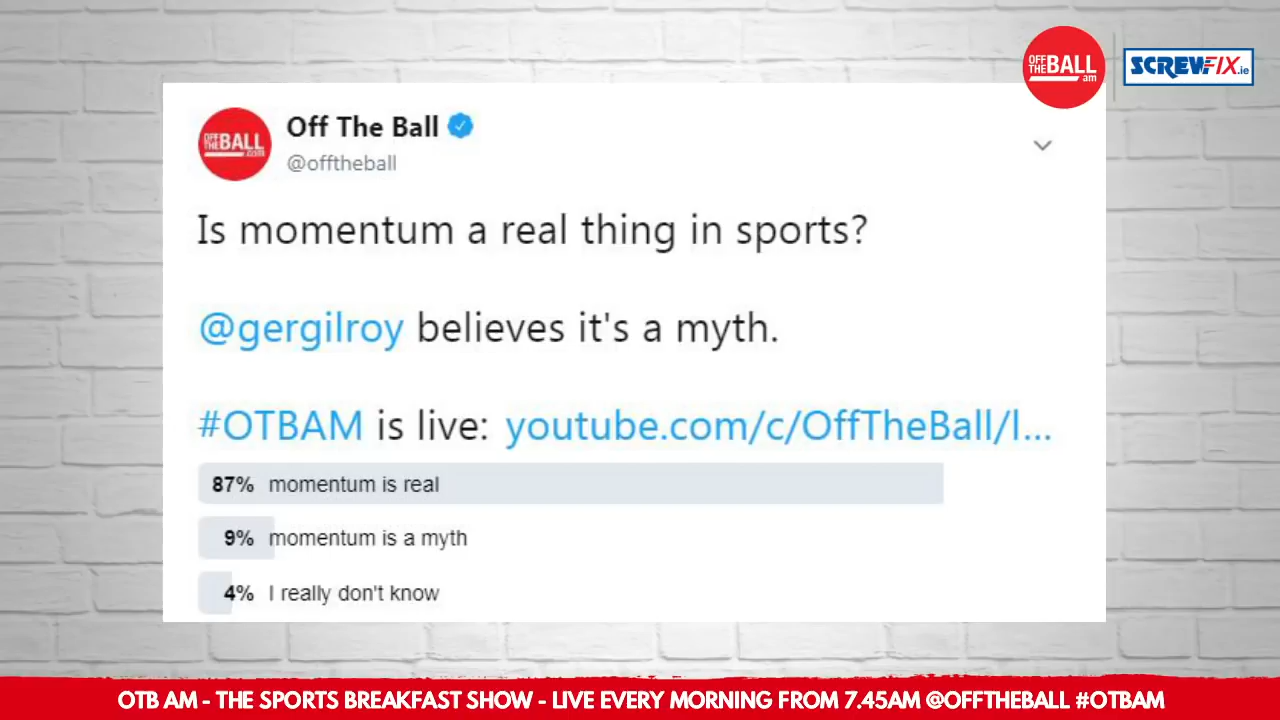 OFF THE BALL am
SCREWFIX.ie
OFF THE BALL .com
Off The Ball
@offtheball
Is momentum a real thing in sports?
@gergilroy believes it's a myth.
#OTBAM is live: youtube.com/c/OffTheBall/l...
87% momentum is real
9% momentum is a myth
4% I really don't know
OTB AM - THE SPORTS BREAKFAST SHOW - LIVE EVERY MORNING FROM 7.45AM @OFFTHEBALL #OTBAM